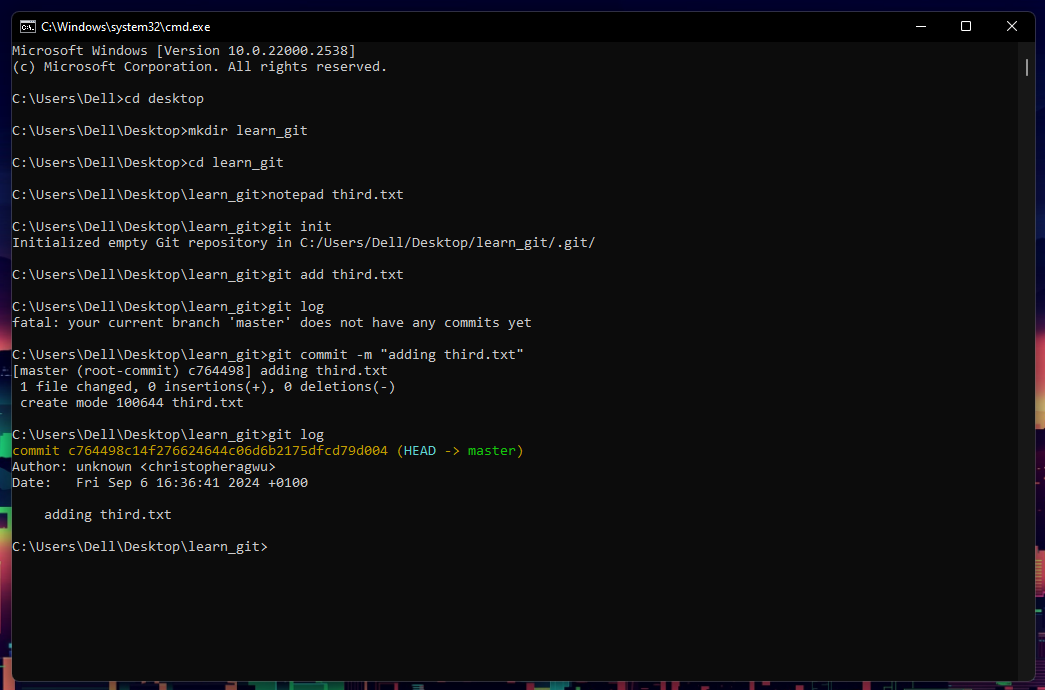 C:\Windows\system32\cmd.exe
Microsoft Windows [Version 10.0.22000.2538]
(c) Microsoft Corporation. All rights reserved.
C:\Users\Dell>cd desktop
C:\Users\Dell\Desktop>mkdir learn_git
C:\Users\Dell\Desktop>cd learn_git
C:\Users\Dell\Desktop\learn_git>notepad third.txt
C:\Users\Dell\Desktop\learn_git>git init
Initialized empty Git repository in C:/Users/Dell/Desktop/learn_git/.git/
C:\Users\Dell\Desktop\learn_git>git add third.txt
C:\Users\Dell\Desktop\learn_git>git log
fatal: your current branch 'master' does not have any commits yet
C:\Users\Dell\Desktop\learn_git>git commit -m "adding third.txt"
[master (root-commit) c764498] adding third.txt
 1 file changed, 0 insertions(+), 0 deletions(-)
 create mode 100644 third.txt
C:\Users\Dell\Desktop\learn_git>git log
commit c764498c14f276624644c06d6b2175dfcd79d004 (HEAD -> master)
Author: unknown <christopheragwu>
Date:   Fri Sep 6 16:36:41 2024 +0100
    adding third.txt
C:\Users\Dell\Desktop\learn_git>